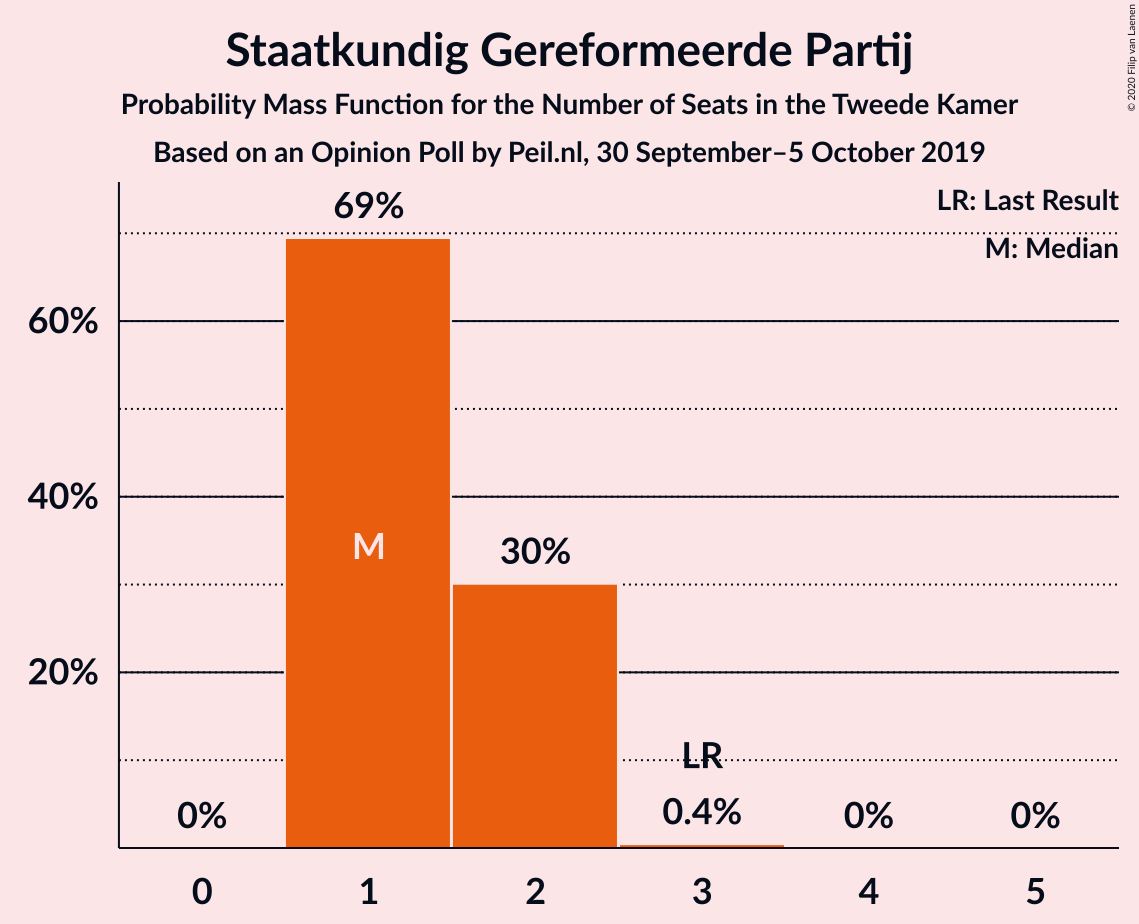 Staatkundig Gereformeerde Partij
Probability Mass Function for the Number of Seats in the Tweede Kamer
Based on an Opinion Poll by Peil.nl, 30 September–5 October 2019
© 2020 Filip van Laenen
LR: Last Result
M: Median
69%
60%
40%
M
30%
20%
LR
0%
0.4%
0%
0%
0
1
2
3
4
5